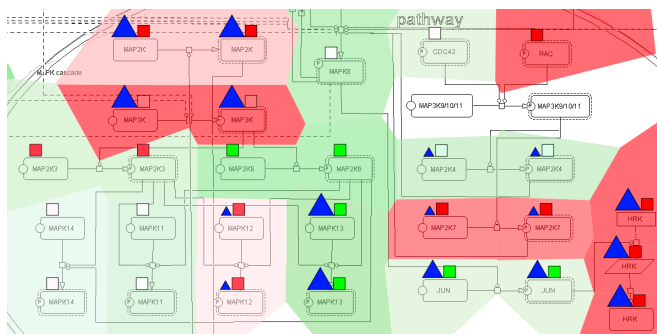 pathway
MAP2K
MAP2K
CDC42
RAC
MAPK cascade
MAPK8
MAP3K
MAP3K
MAP3K9/10/11
MAP3K9/10/11
MAP2K3
MAP2K3
MAP2K6
MAP2K6
MAP2K4
MAP2K4
MAPK14
MAPK11
MAPK12
MAPK13
MAP2K7
MAP2K7
HRK
HRK
MAPK14
MAPK11
MAPK12
MAPK13
JUN
JUN
HRK